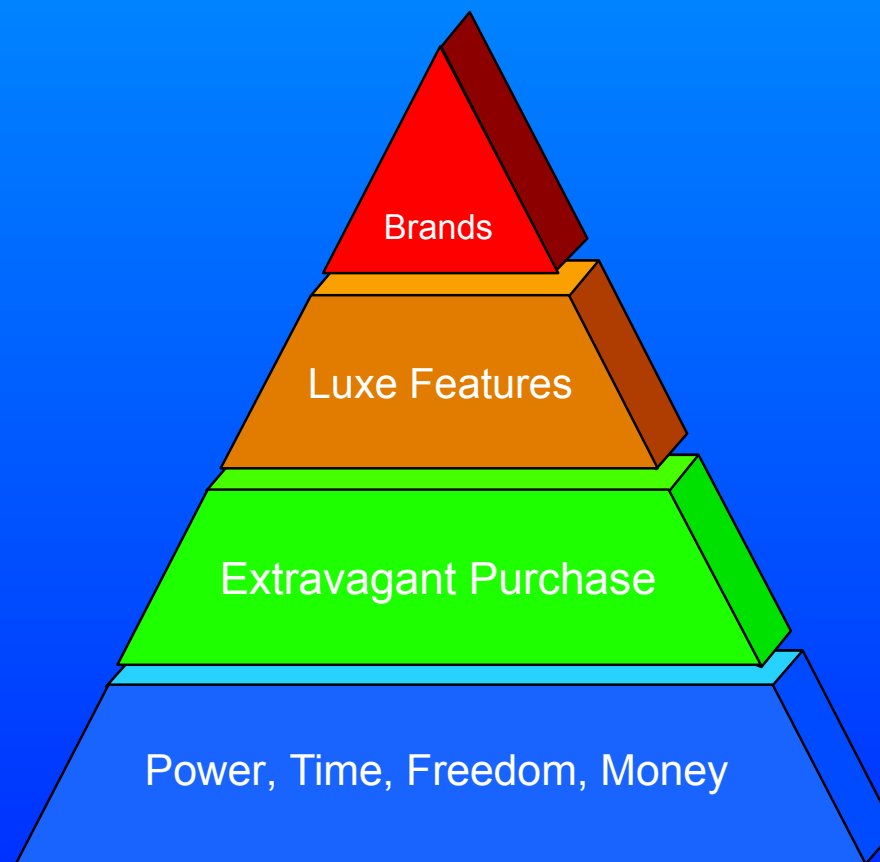 Brands
Luxe Features
Extravagant Purchase
Power, Time, Freedom, Money